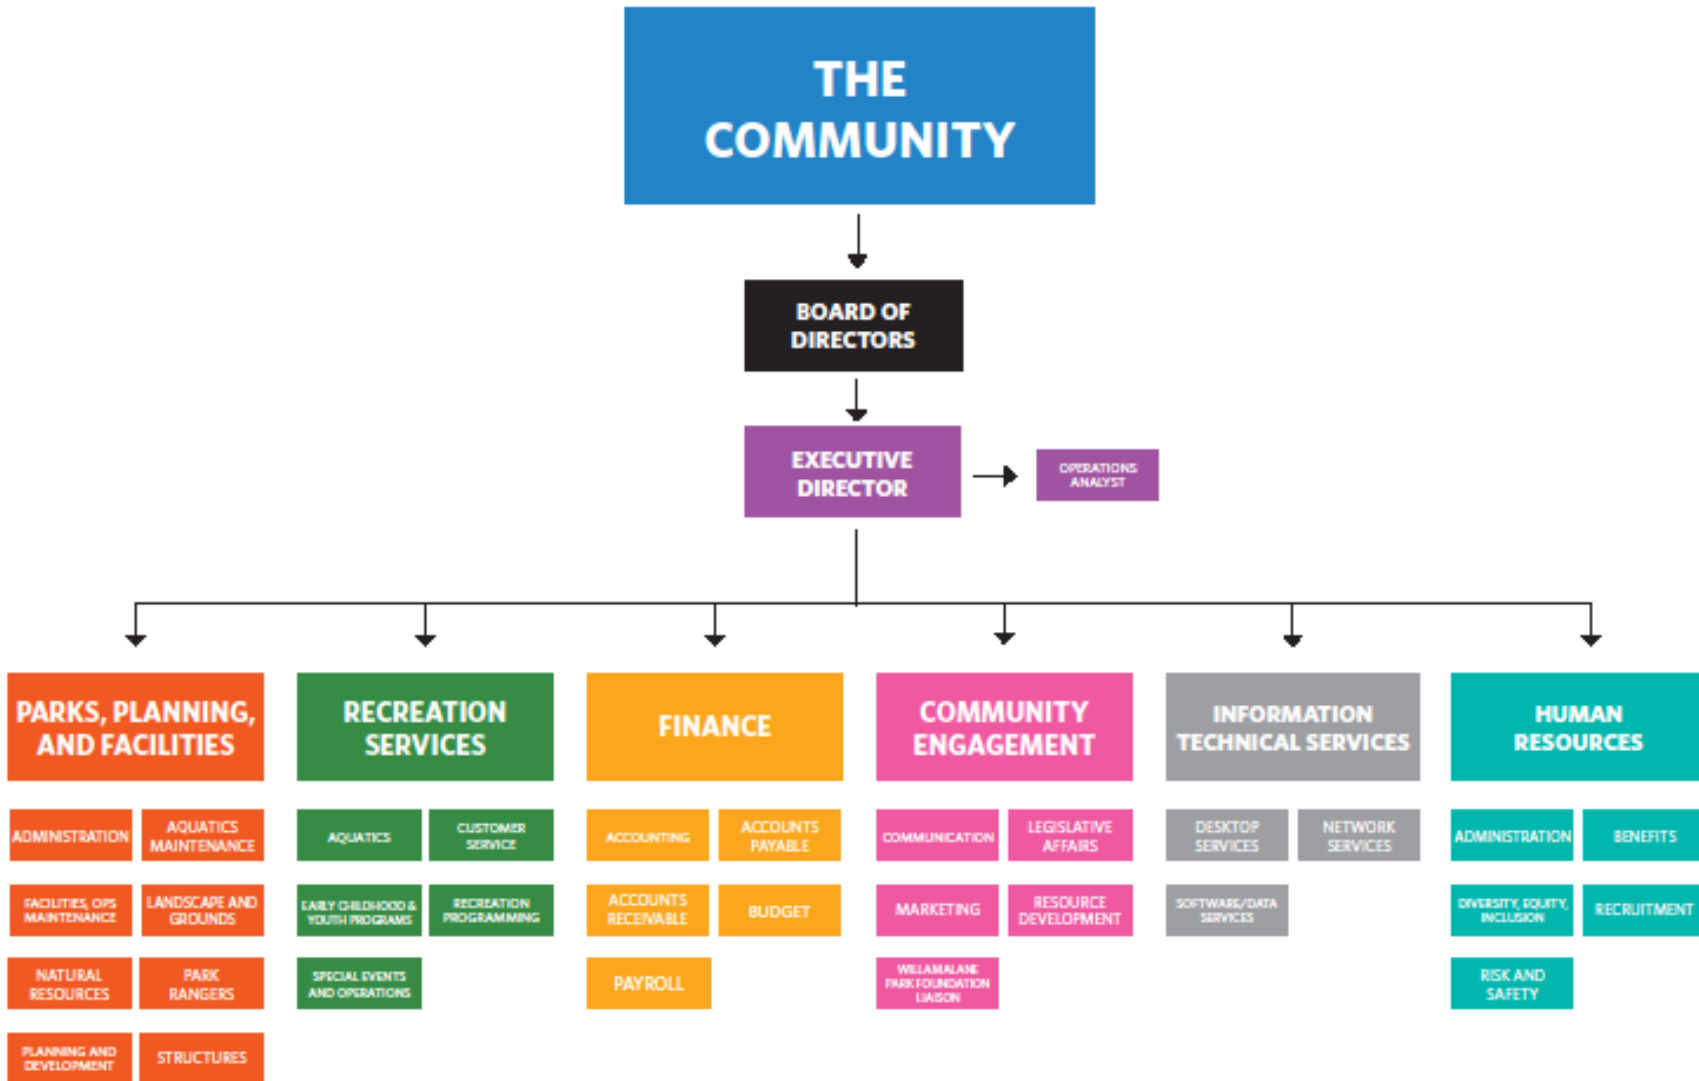 THE
COMMUNITY
BOARD OF
DIRECTORS
EXECUTIVE
DIRECTOR
OPERATIONS
ANALYST
PARKS, PLANNING,
AND FACILITIES
ADMINISTRATION
AQUATICS
MAINTENANCE
FACILITIES, OPS
MAINTENANCE
LANDSCAPE AND
GROUNDS
NATURAL
RESOURCES
PARK
RANGERS
PLANNING AND
DEVELOPMENT
STRUCTURES
RECREATION
SERVICES
AQUATICS
CUSTOMER
SERVICE
EARLY CHILDHOOD &
YOUTH PROGRAMS
RECREATION
PROGRAMMING
SPECIAL EVENTS
AND OPERATIONS
FINANCE
ACCOUNTING
ACCOUNTS
PAYABLE
ACCOUNTS
RECEIVABLE
BUDGET
PAYROLL
COMMUNITY
ENGAGEMENT
COMMUNICATION
LEGISLATIVE
AFFAIRS
MARKETING
RESOURCE
DEVELOPMENT
WILLAMALANE
PARK FOUNDATION
LIAISON
INFORMATION
TECHNICAL SERVICES
DESKTOP
SERVICES
NETWORK
SERVICES
SOFTWARE/DATA
SERVICES
HUMAN
RESOURCES
ADMINISTRATION
BENEFITS
DIVERSITY, EQUITY,
INCLUSION
RECRUITMENT
RISK AND
SAFETY